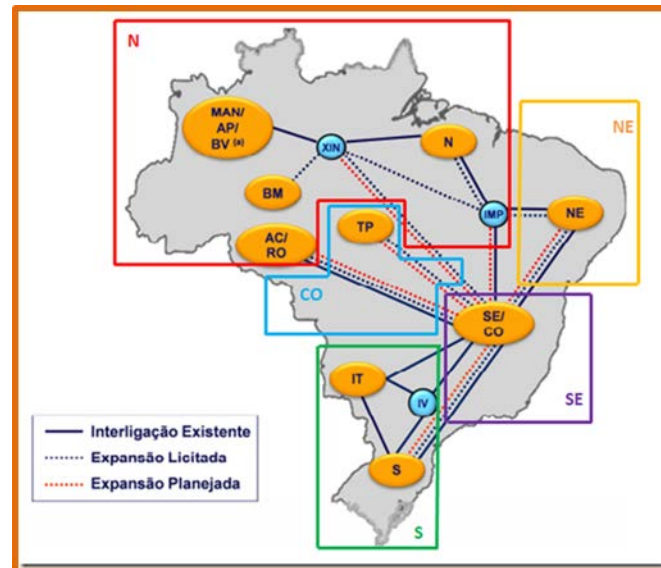 N
MAN/
AP/
BV (a)
XIN
N
NE
BM
IMP
NE
TP
AC/
RO
CO
SE/
CO
IT
IV
SE
Interligação Existente
Expansão Licitada
Expansão Planejada
S
S